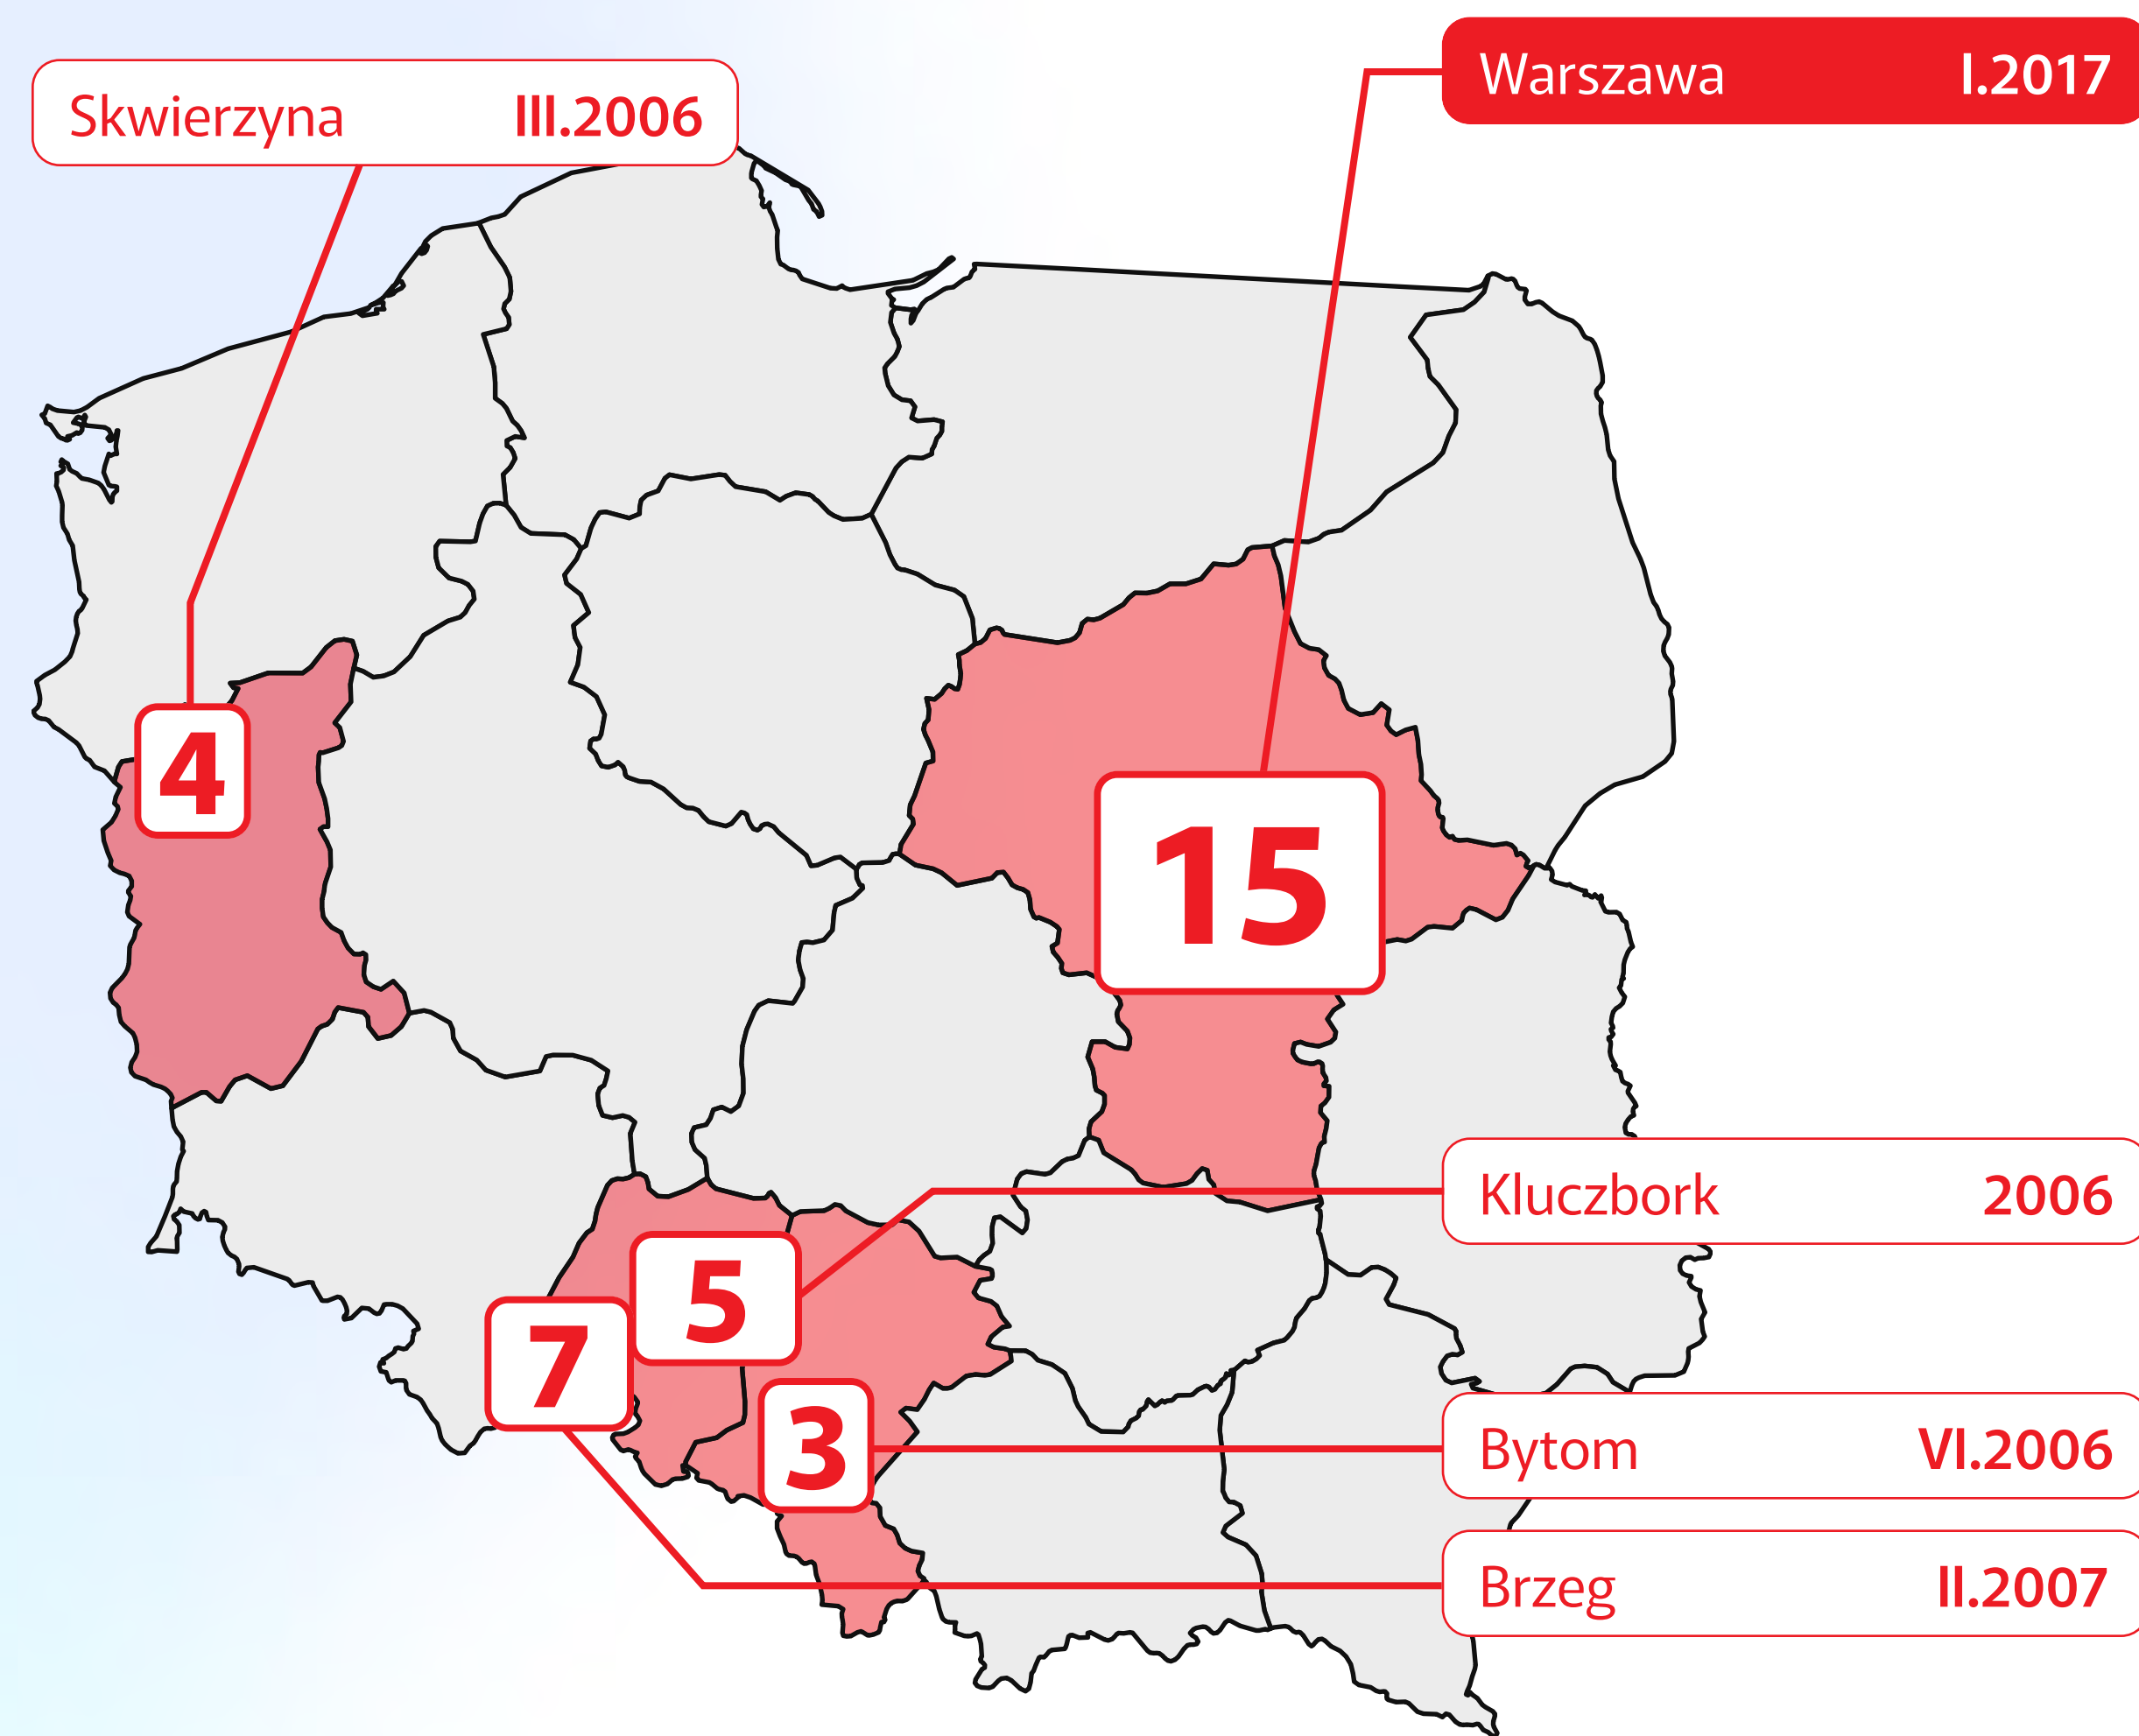 Skwierzyna III.2006
Warszawa I.2017
4
15
Kluczbork 2006
5
7
3
Bytom VI.2006
Brzeg II.2007